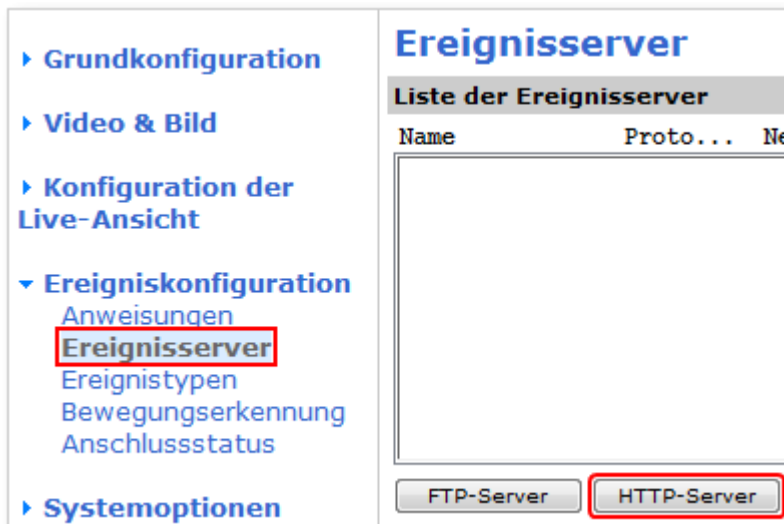 Grundkonfiguration
Video & Bild
Konfiguration der
Live-Ansicht
Ereigniskonfiguration
Anweisungen
Ereignisserver
Ereignistypen
Bewegungserkennung
Anschlussstatus
Systemoptionen
Ereignisserver
Liste der Ereignisserver
Name Proto...
FTP-Server HTTP-Server